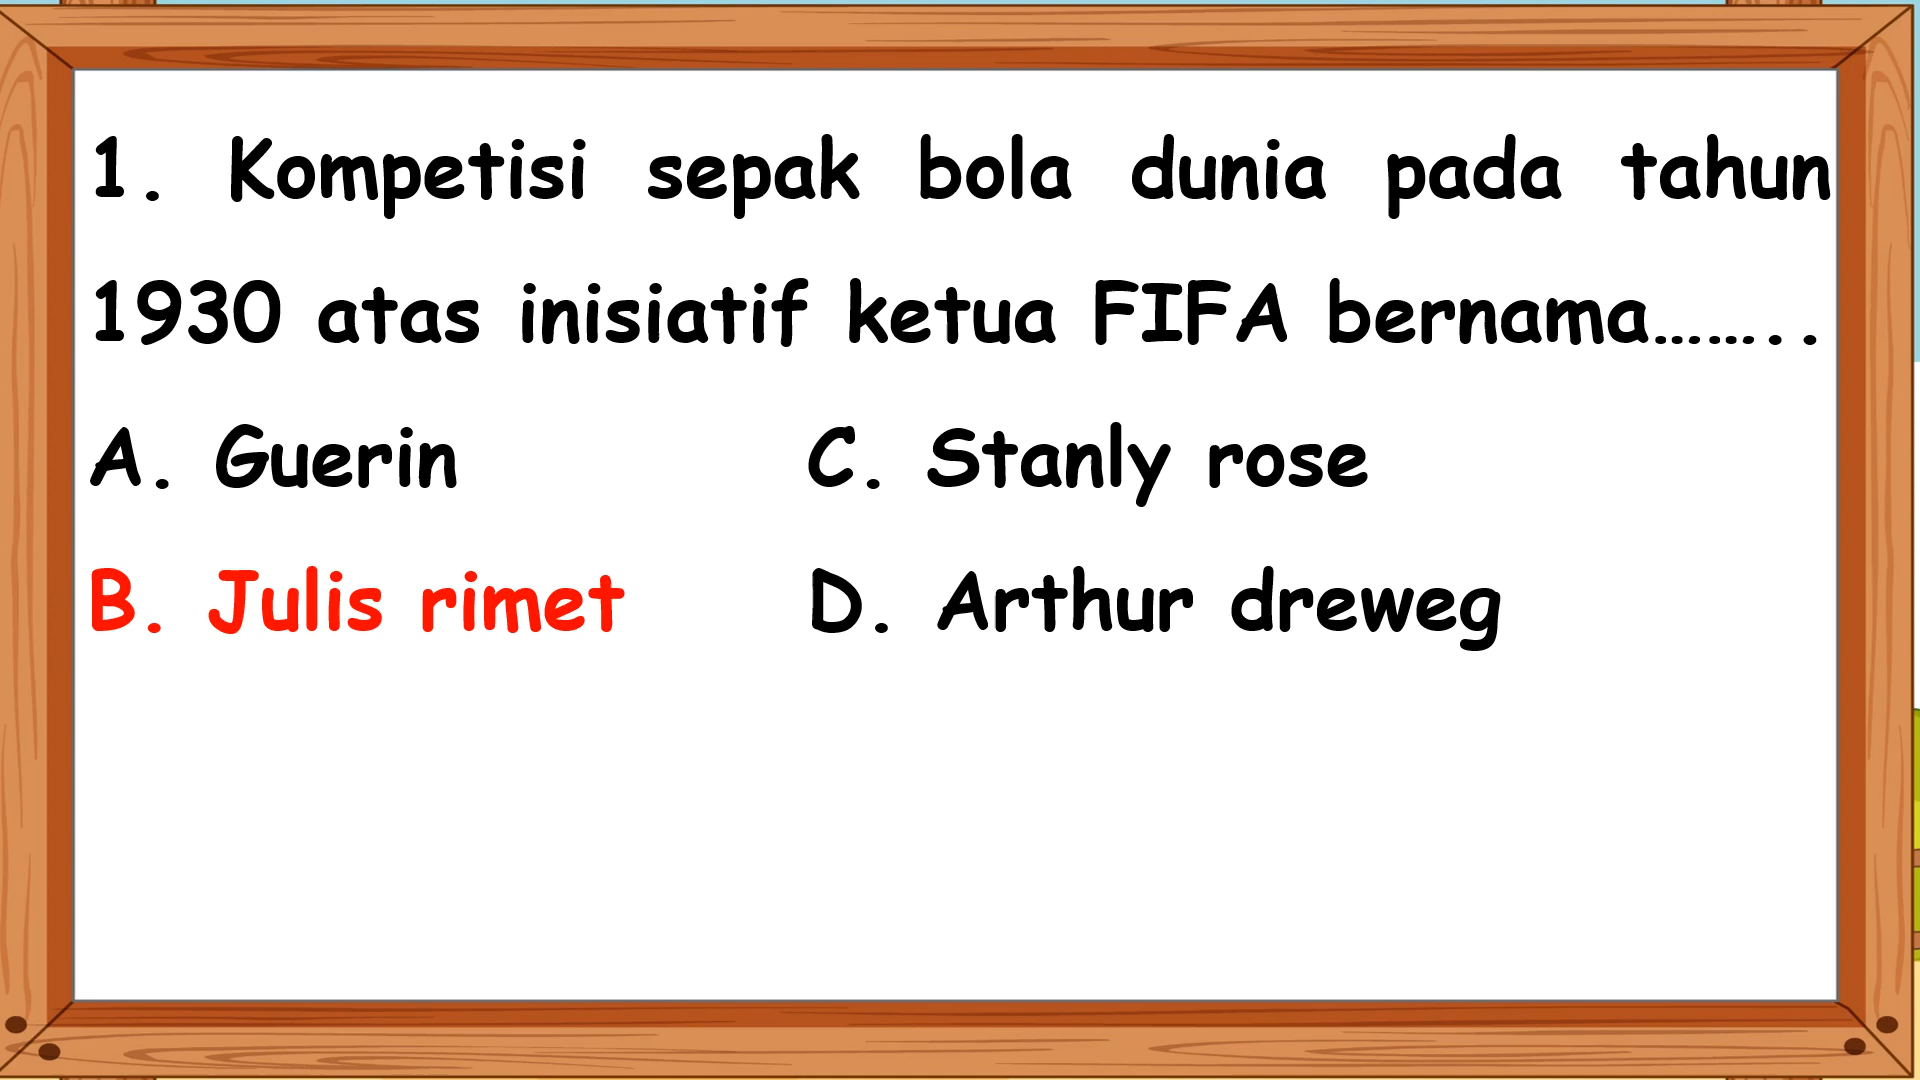 1. Kompetisi sepak bola dunia pada tahun
1930 atas inisiatif ketua FIFA bernama……..
A. Guerin C. Stanly rose
B. Julis rimet D. Arthur dreweg